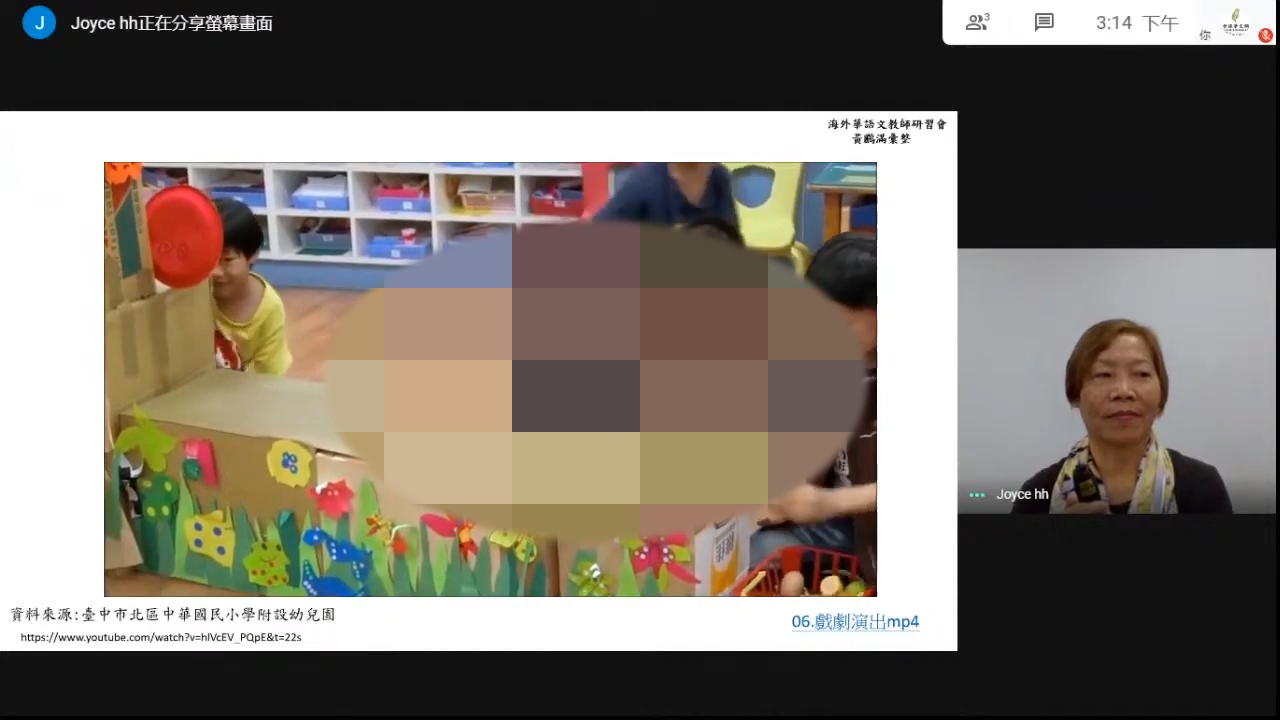 J
Joyce hh正在分享螢幕畫面
3
3:14 下午
你
海外華語文教師研習會
黃鸝滿彙整
Joyce hh
資料來源:臺中市北區中華國民小學附設幼兒園
https://www.youtube.com/watch?v=hIVcEV_PQpE&t=22s
06.戲劇演出mp4